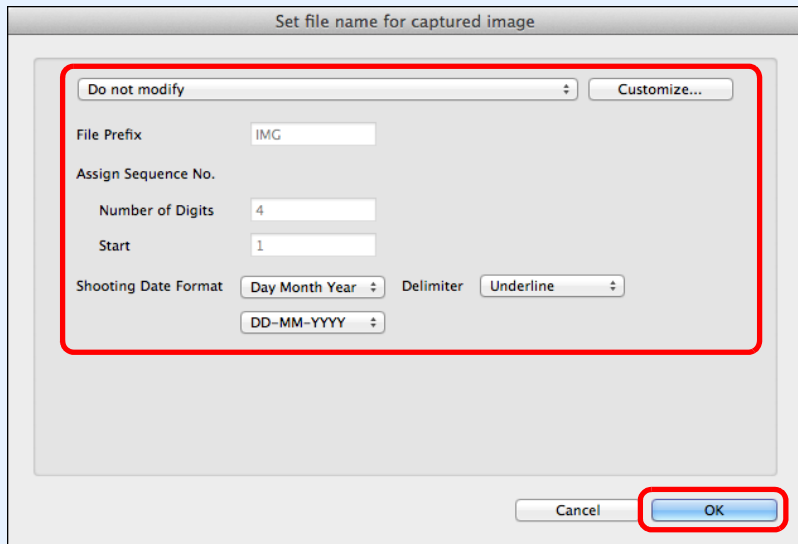 Set file name for captured image
Do not modify Customize...
File Prefix IMG
Assign Sequence No.
Number of Digits 4
Start 1
Shooting Date Format Day Month Year Delimiter Underline
DD-MM-YYYY
Cancel OK